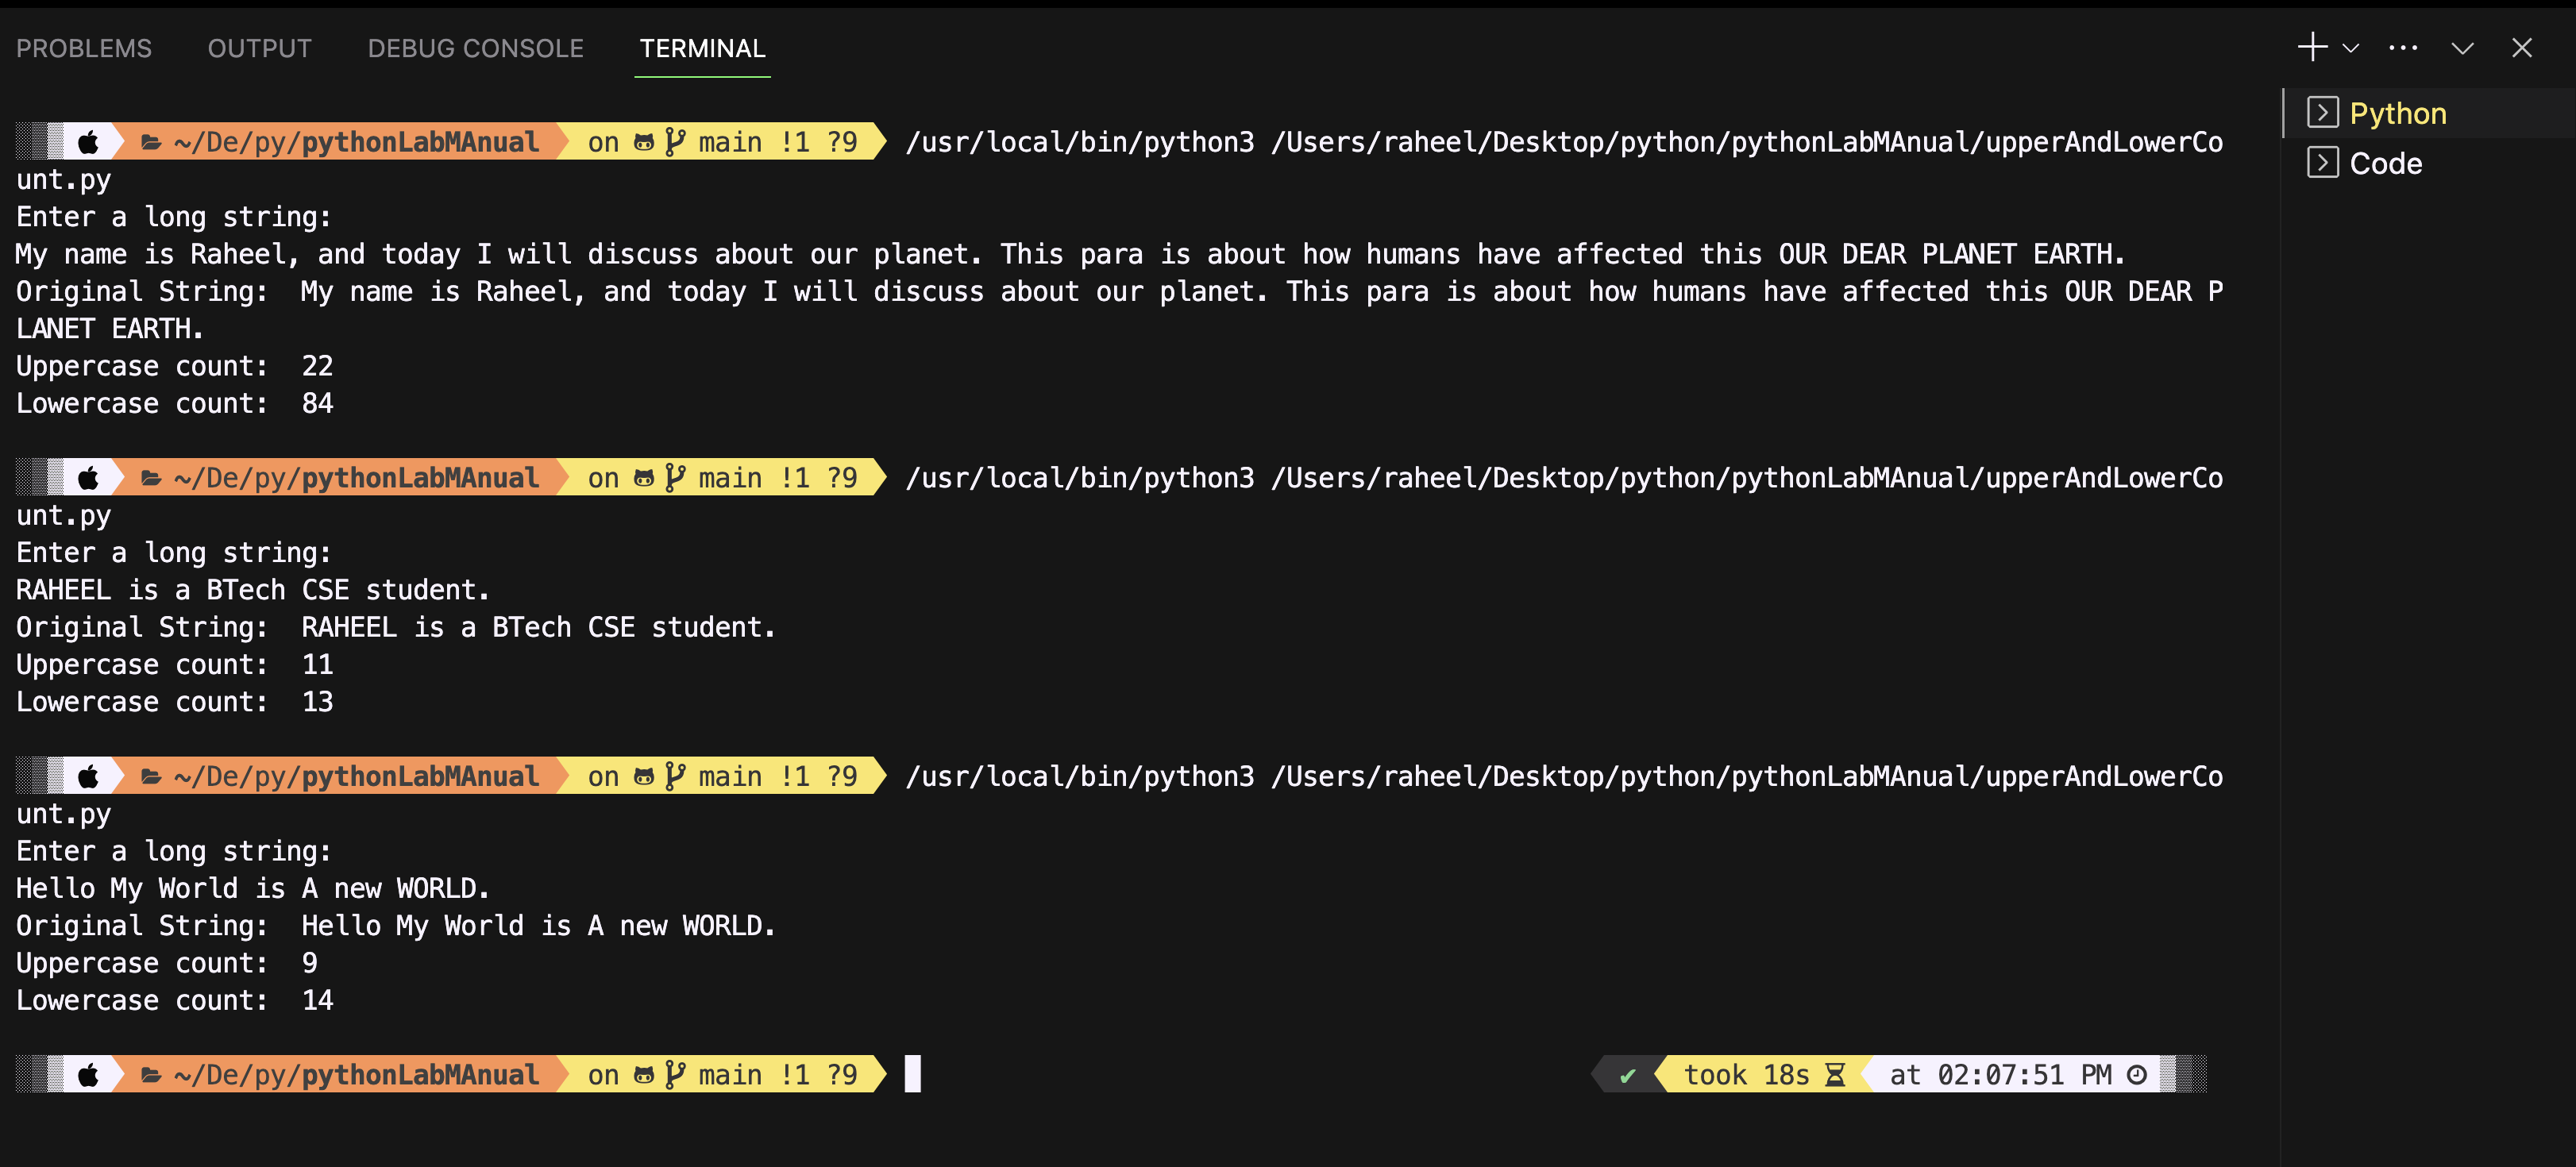 PROBLEMS OUTPUT DEBUG CONSOLE TERMINAL
Python
Code
~/De/py/pythonLabMAnual on main !1 ?9 /usr/local/bin/python3 /Users/raheel/Desktop/python/pythonLabMAnual/upperAndLowerCo
unt.py
Enter a long string:
My name is Raheel, and today I will discuss about our planet. This para is about how humans have affected this OUR DEAR PLANET EARTH.
Original String:  My name is Raheel, and today I will discuss about our planet. This para is about how humans have affected this OUR DEAR P
LANET EARTH.
Uppercase count:  22
Lowercase count:  84
~/De/py/pythonLabMAnual on main !1 ?9 /usr/local/bin/python3 /Users/raheel/Desktop/python/pythonLabMAnual/upperAndLowerCo
unt.py
Enter a long string:
RAHEEL is a BTech CSE student.
Original String:  RAHEEL is a BTech CSE student.
Uppercase count:  11
Lowercase count:  13
~/De/py/pythonLabMAnual on main !1 ?9 /usr/local/bin/python3 /Users/raheel/Desktop/python/pythonLabMAnual/upperAndLowerCo
unt.py
Enter a long string:
Hello My World is A new WORLD.
Original String:  Hello My World is A new WORLD.
Uppercase count:  9
Lowercase count:  14
~/De/py/pythonLabMAnual on main !1 ?9 ✔ took 18s at 02:07:51 PM